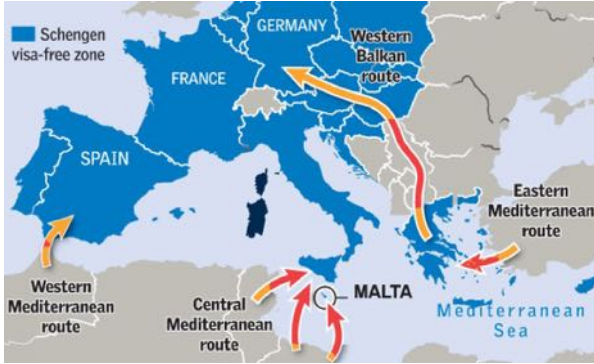 Schengen
visa-free zone
GERMANY
Western
Balkan
route
FRANCE
SPAIN
Eastern
Mediterranean
route
Western
Mediterranean
route
Central
Mediterranean
route
MALTA
Mediterranean
Sea